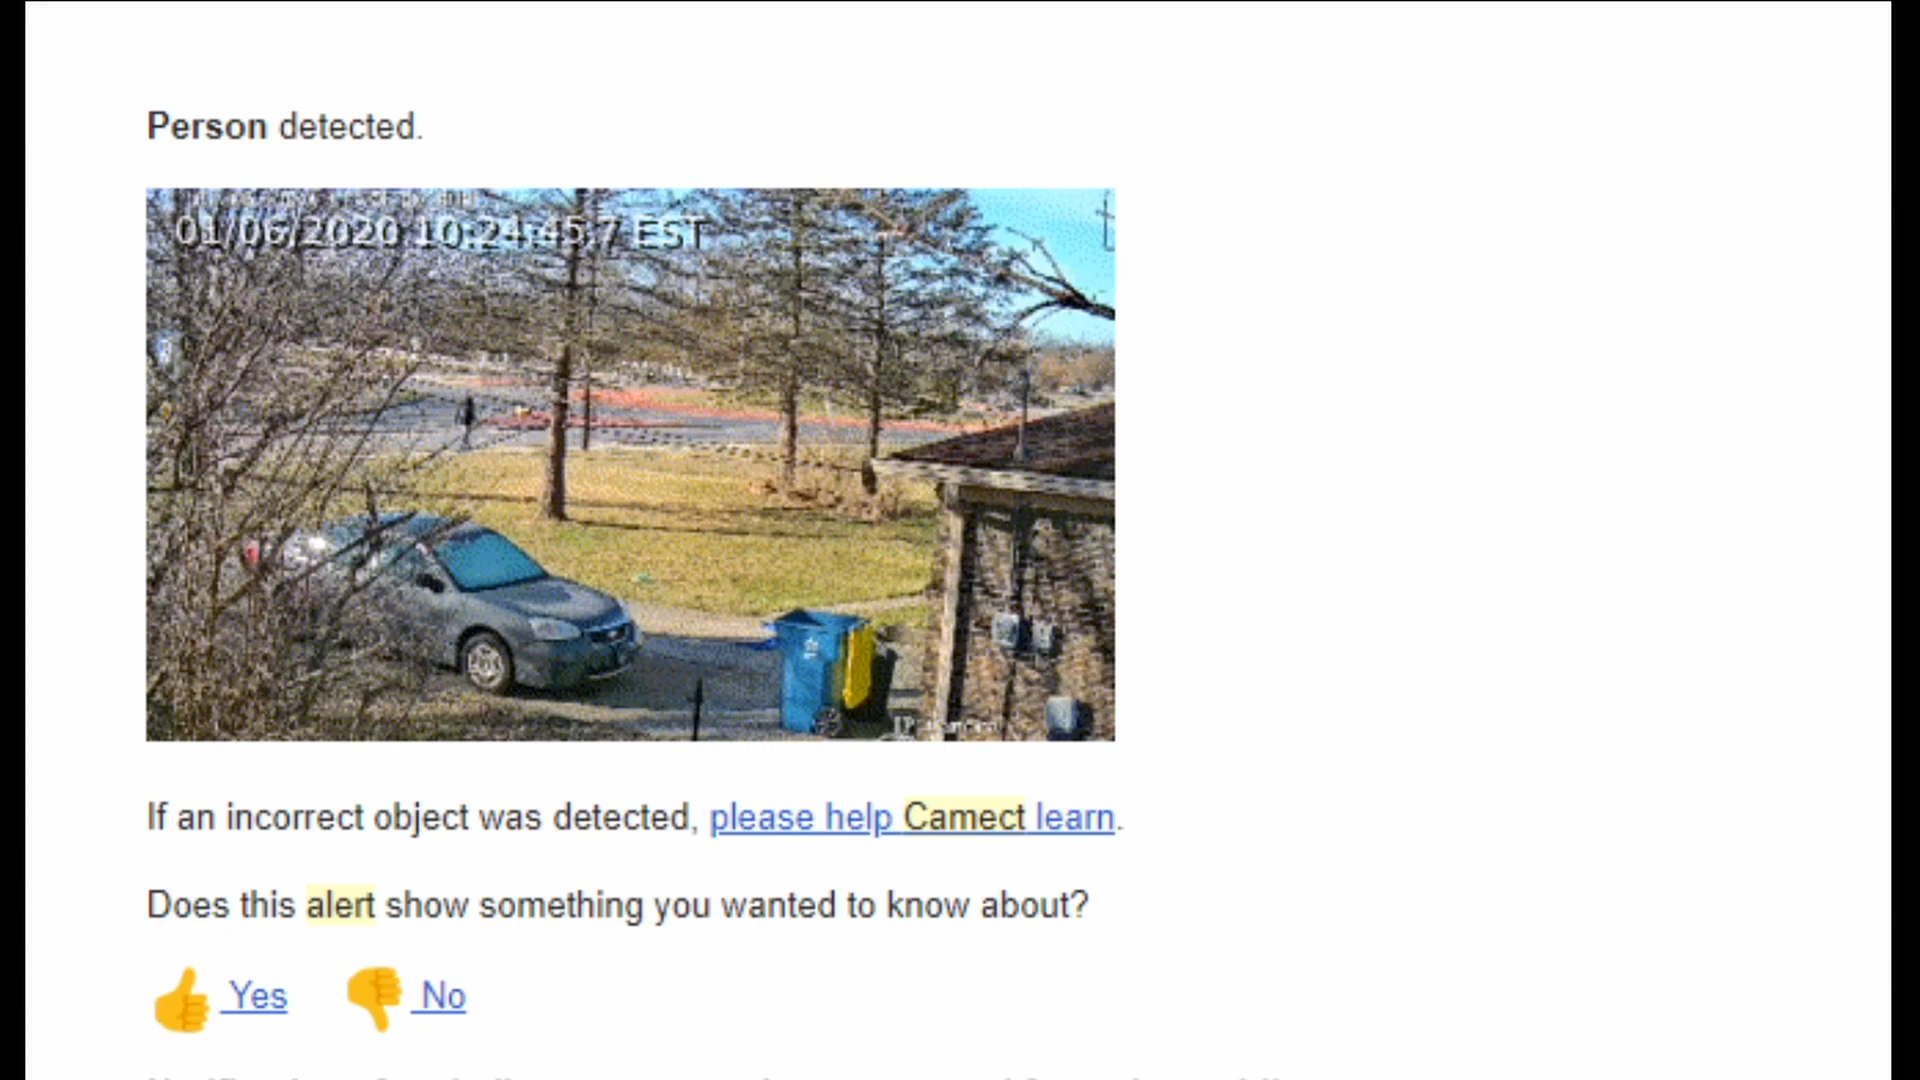 Person detected.
01/06/2020 10:24:45.7 EST
If an incorrect object was detected, please help Camect learn.
Does this alert show something you wanted to know about?
Yes No